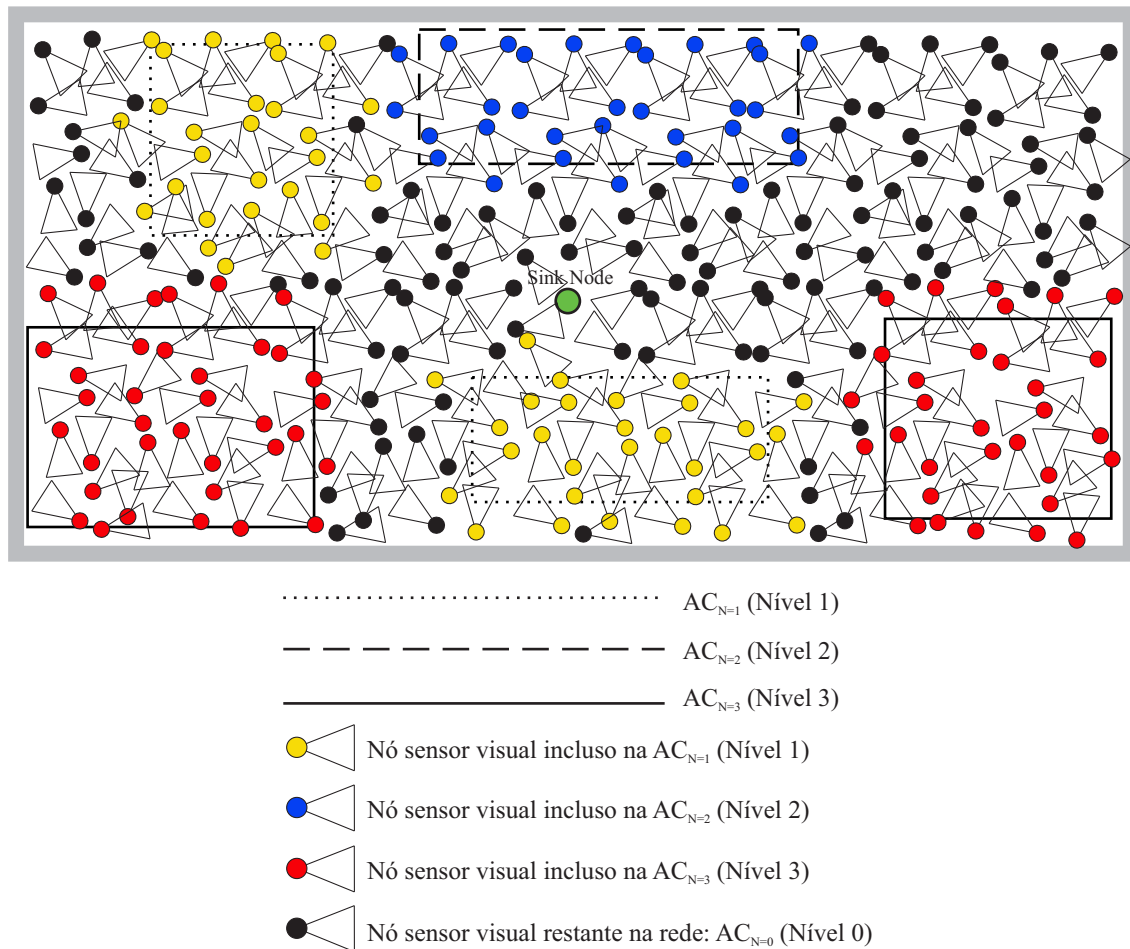 Sink Node
AC_{N=1} (Nível 1)
AC_{N=2} (Nível 2)
AC_{N=3} (Nível 3)
Nó sensor visual incluso na AC_{N=1} (Nível 1)
Nó sensor visual incluso na AC_{N=2} (Nível 2)
Nó sensor visual incluso na AC_{N=3} (Nível 3)
Nó sensor visual restante na rede: AC_{N=0} (Nível 0)